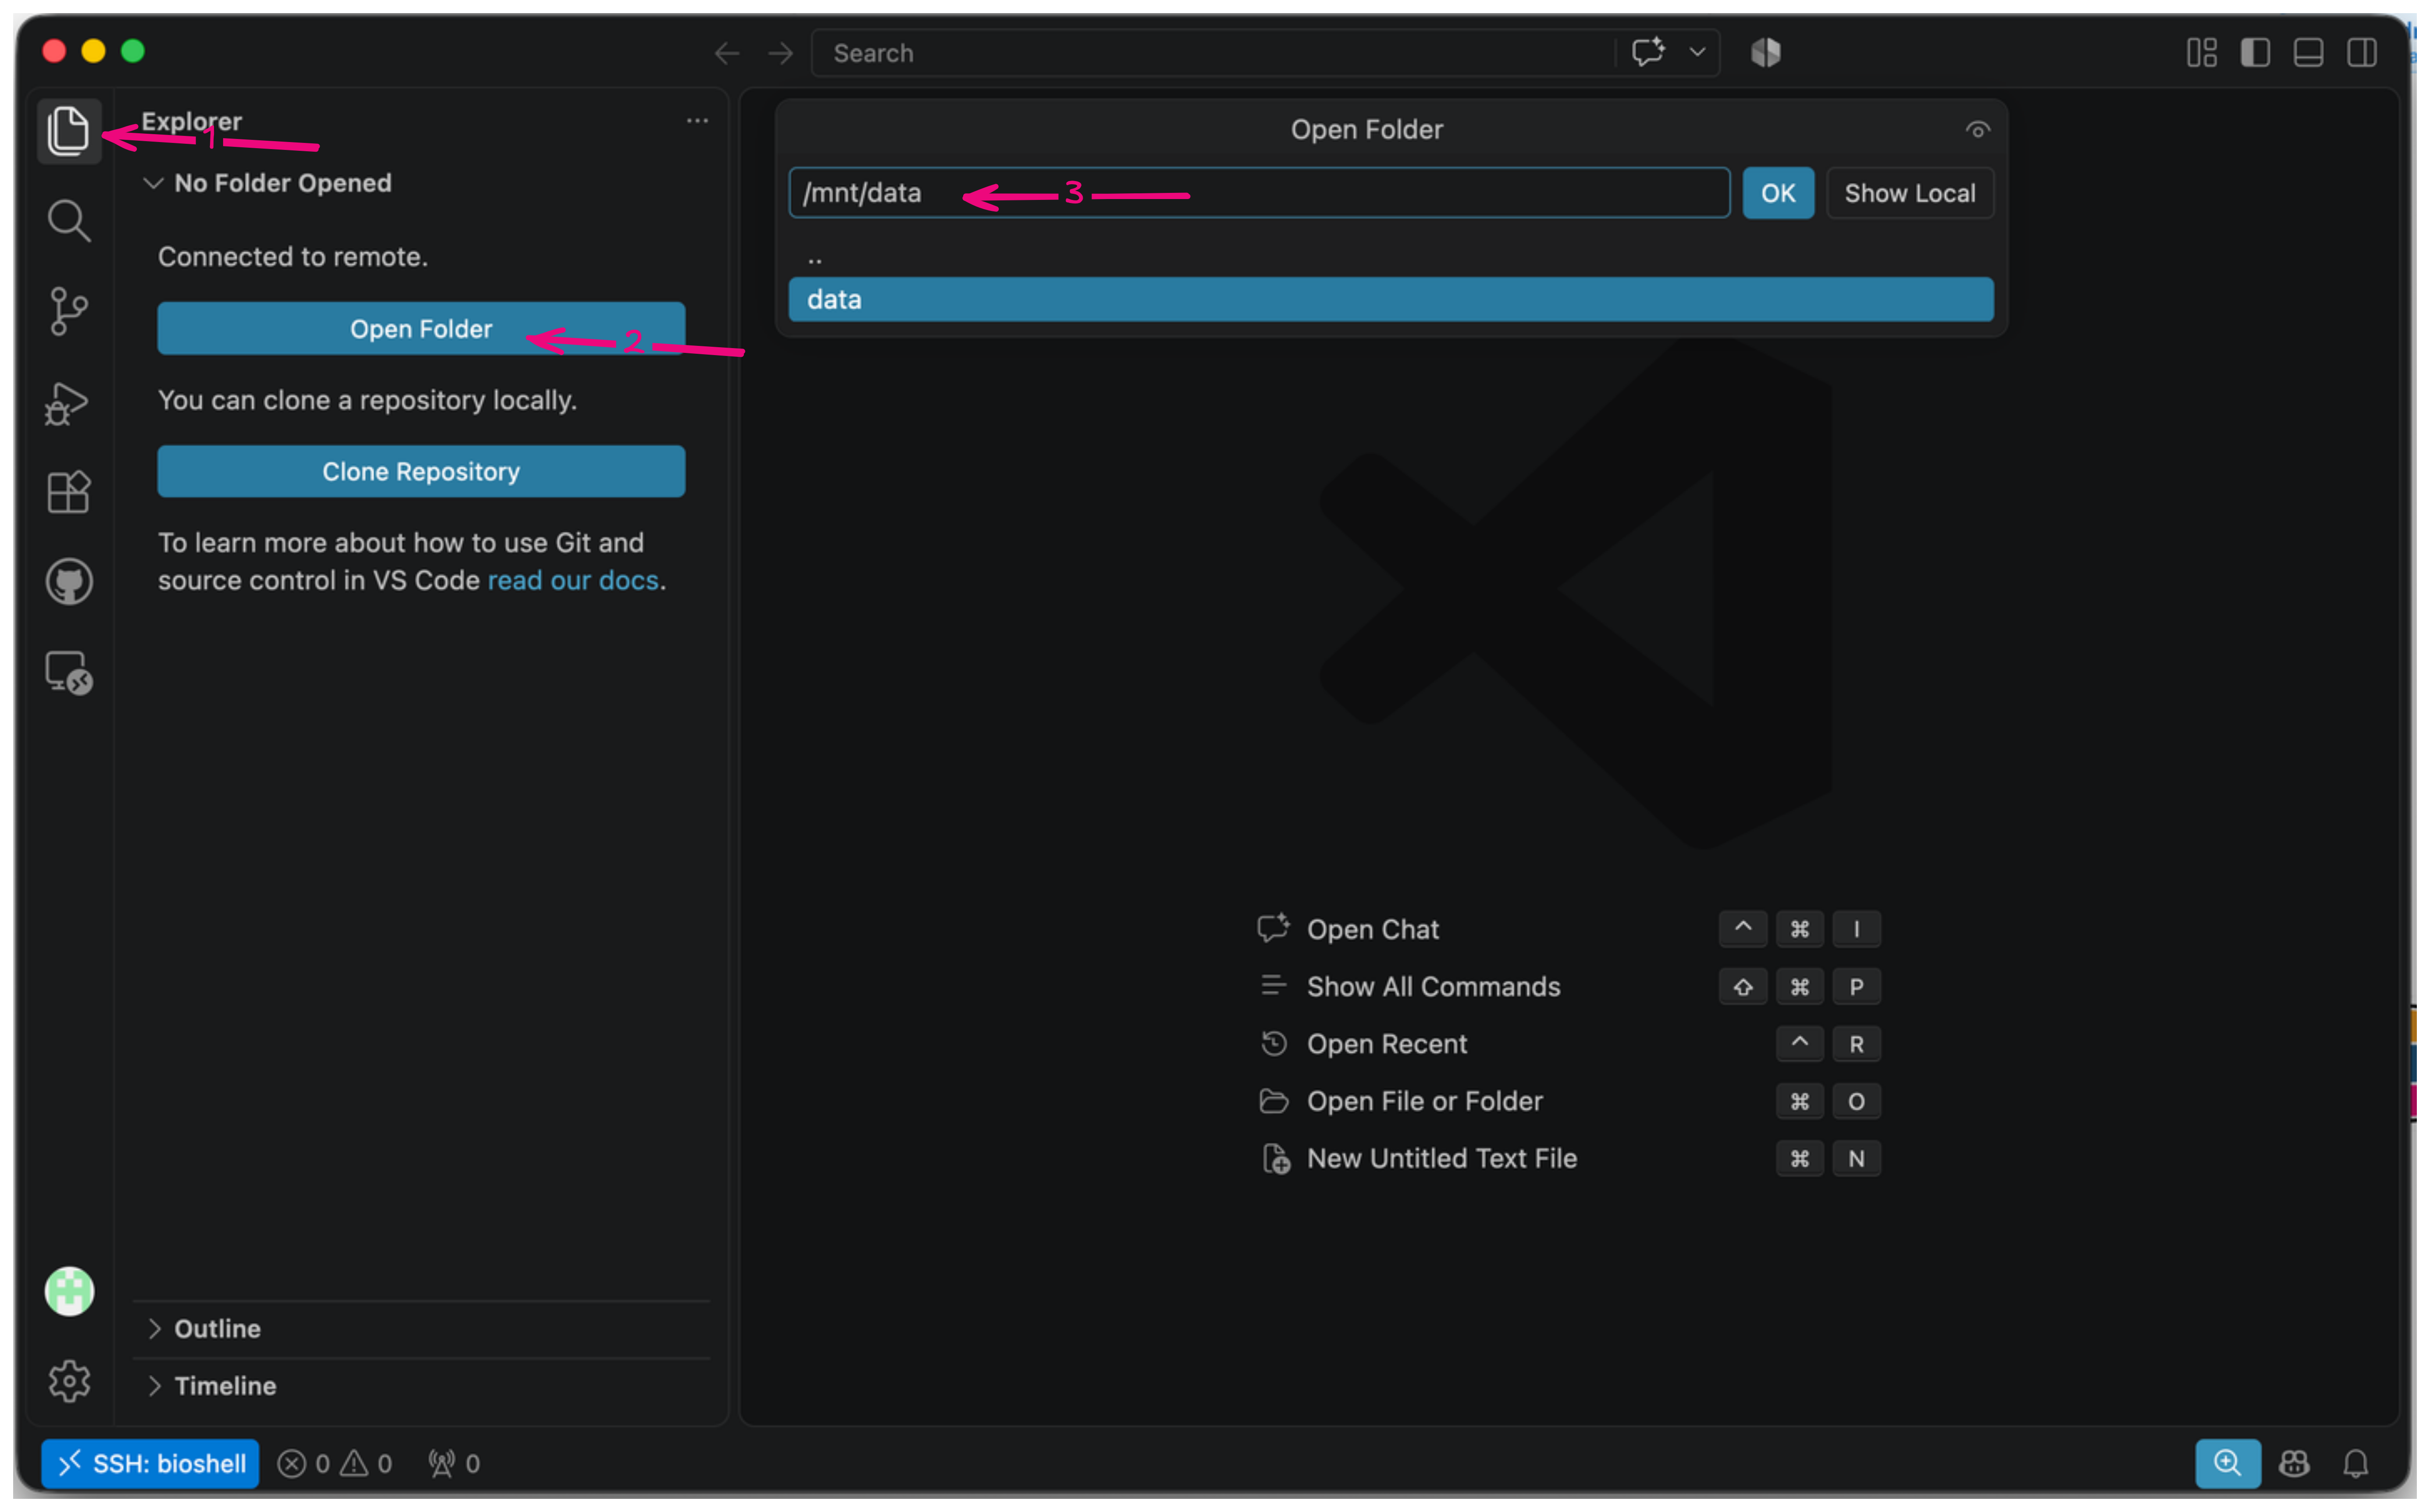 Search
Explorer
1
No Folder Opened
Connected to remote.
Open Folder
2
You can clone a repository locally.
Clone Repository
To learn more about how to use Git and
source control in VS Code read our docs.
Outline
Timeline
Open Folder
/mnt/data
3
OK
Show Local
..
data
Open Chat ^ ⌘ I
Show All Commands ⇧ ⌘ P
Open Recent ^ R
Open File or Folder ⌘ O
New Untitled Text File ⌘ N
SSH: bioshell 0 0 0